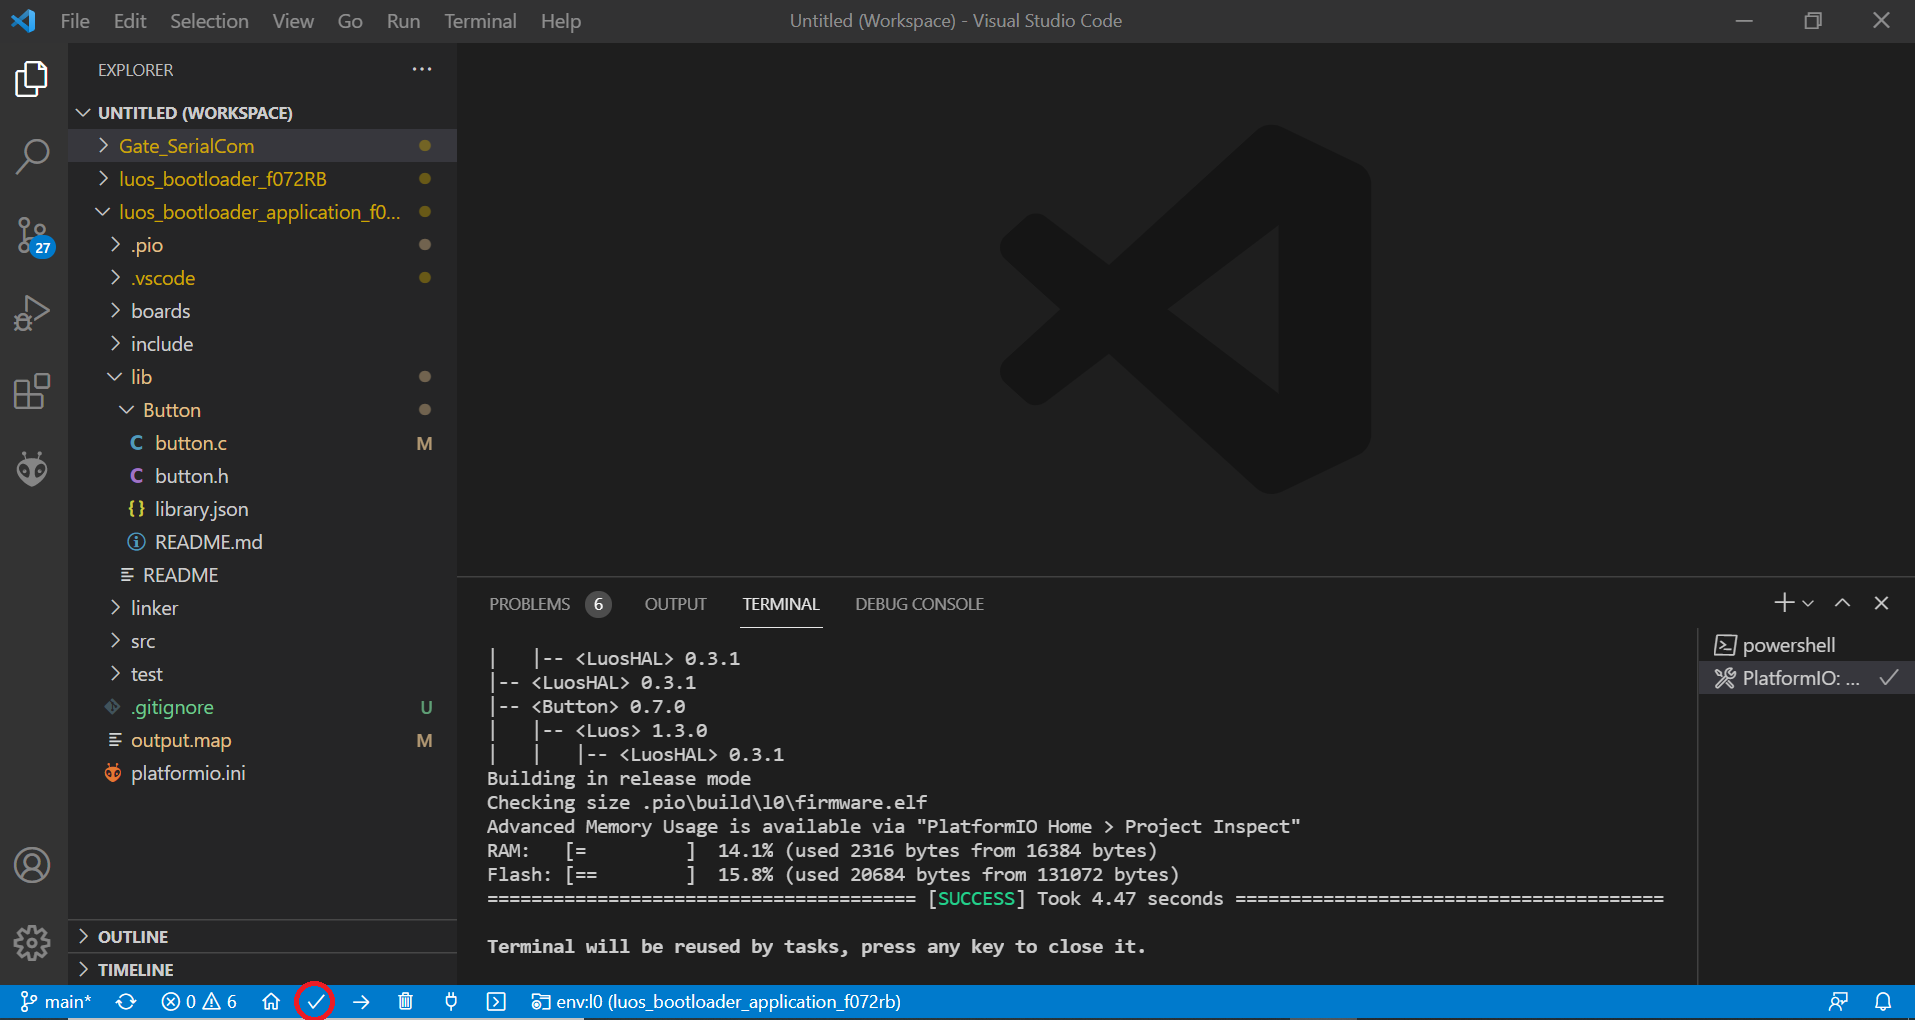 File Edit Selection View Go Run Terminal Help
Untitled (Workspace) - Visual Studio Code
EXPLORER
UNTITLED (WORKSPACE)
Gate_SerialCom
luos_bootloader_f072RB
luos_bootloader_application_f0...
.pio
.vscode
boards
include
lib
Button
C button.c M
C button.h
{} library.json
README.md
README
linker
src
test
.gitignore U
output.map M
platformio.ini
OUTLINE
TIMELINE
27
PROBLEMS 6 OUTPUT TERMINAL DEBUG CONSOLE
|   |-- <LuosHAL> 0.3.1
|-- <LuosHAL> 0.3.1
|-- <Button> 0.7.0
|   |-- <Luos> 1.3.0
|   |   |-- <LuosHAL> 0.3.1
Building in release mode
Checking size .pio\build\l0\firmware.elf
Advanced Memory Usage is available via "PlatformIO Home > Project Inspect"
RAM:   [=         ]  14.1% (used 2316 bytes from 16384 bytes)
Flash: [==        ]  15.8% (used 20684 bytes from 131072 bytes)
======================================= [SUCCESS] Took 4.47 seconds =======================================
Terminal will be reused by tasks, press any key to close it.
powershell
PlatformIO: ...
main* 0 6 env:l0 (luos_bootloader_application_f072rb)